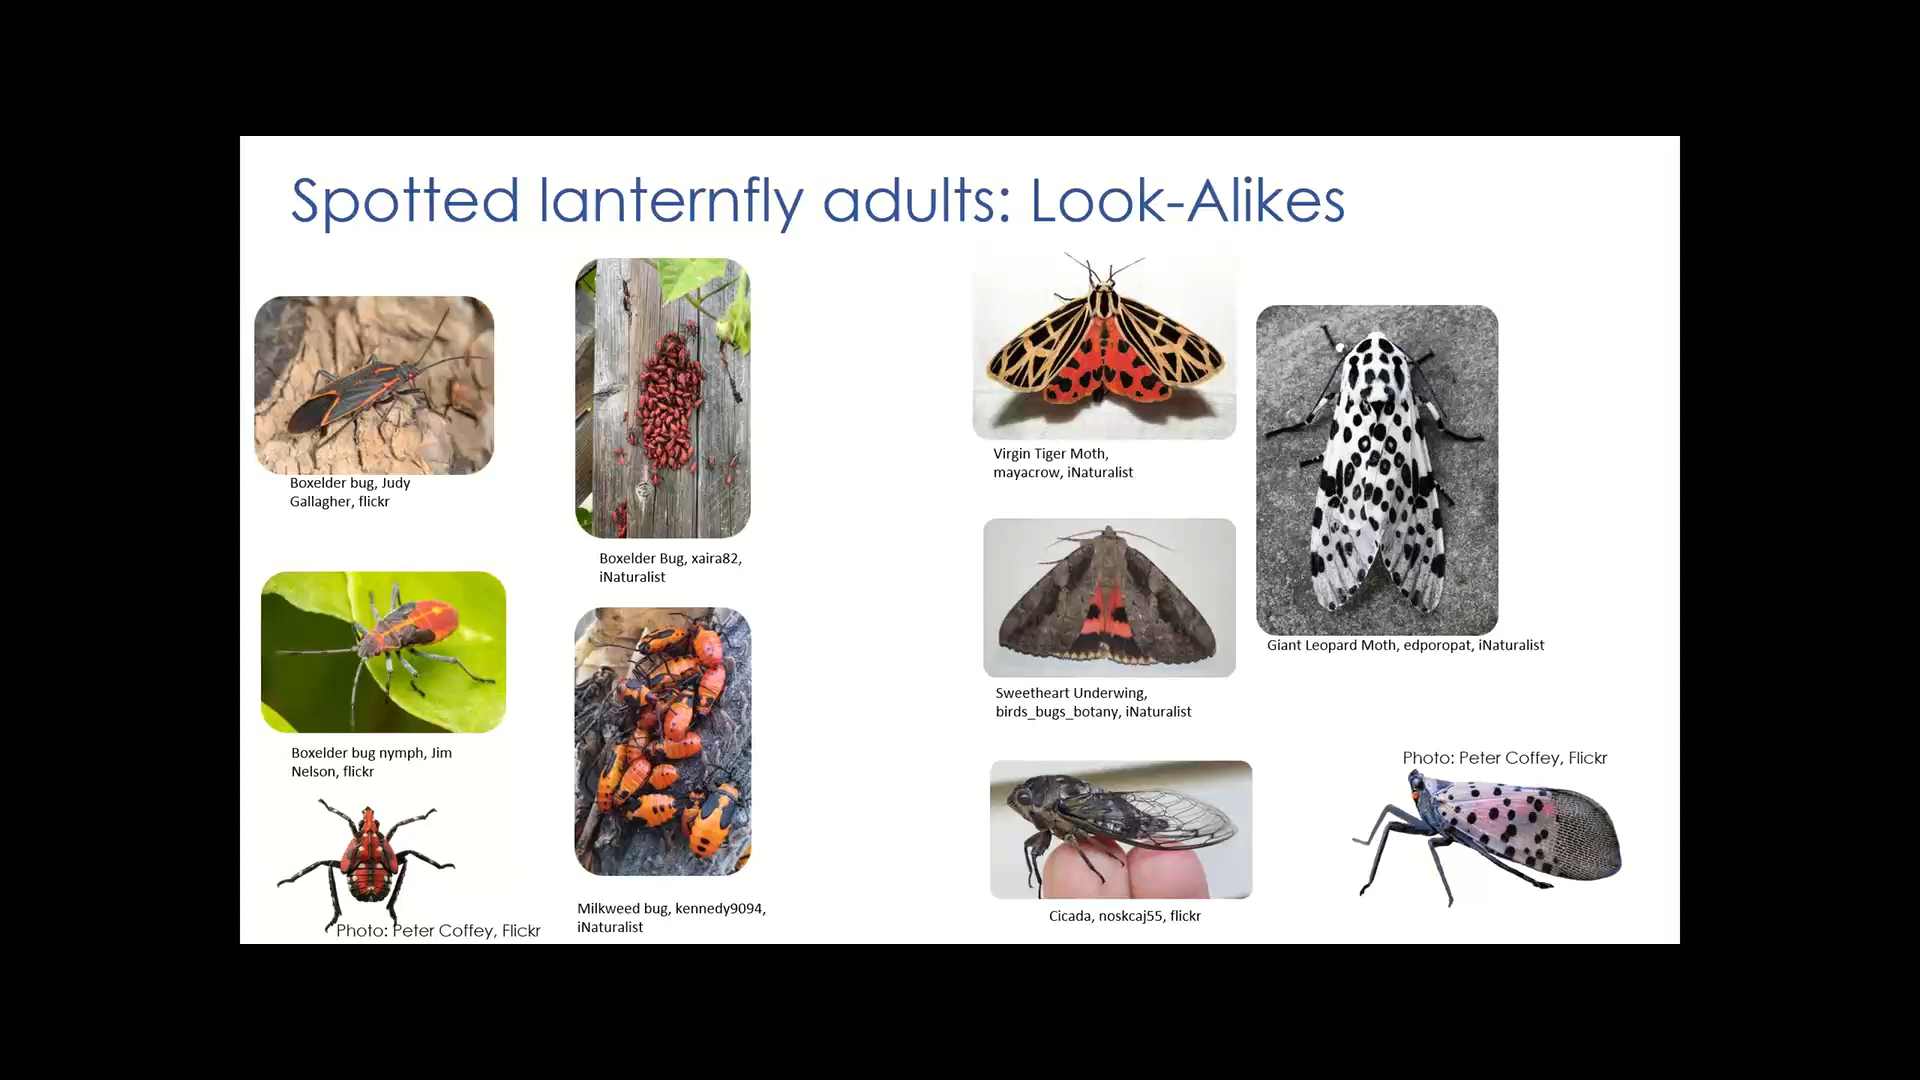 Spotted lanternfly adults: Look-Alikes
Boxelder bug, Judy
Gallagher, flickr
Boxelder bug nymph, Jim
Nelson, flickr
Photo: Peter Coffey, Flickr
Boxelder Bug, xaira82,
iNaturalist
Milkweed bug, kennedy9094,
iNaturalist
Virgin Tiger Moth,
mayacrow, iNaturalist
Sweetheart Underwing,
birds_bugs_botany, iNaturalist
Cicada, noskcaj55, flickr
Giant Leopard Moth, edporopat, iNaturalist
Photo: Peter Coffey, Flickr